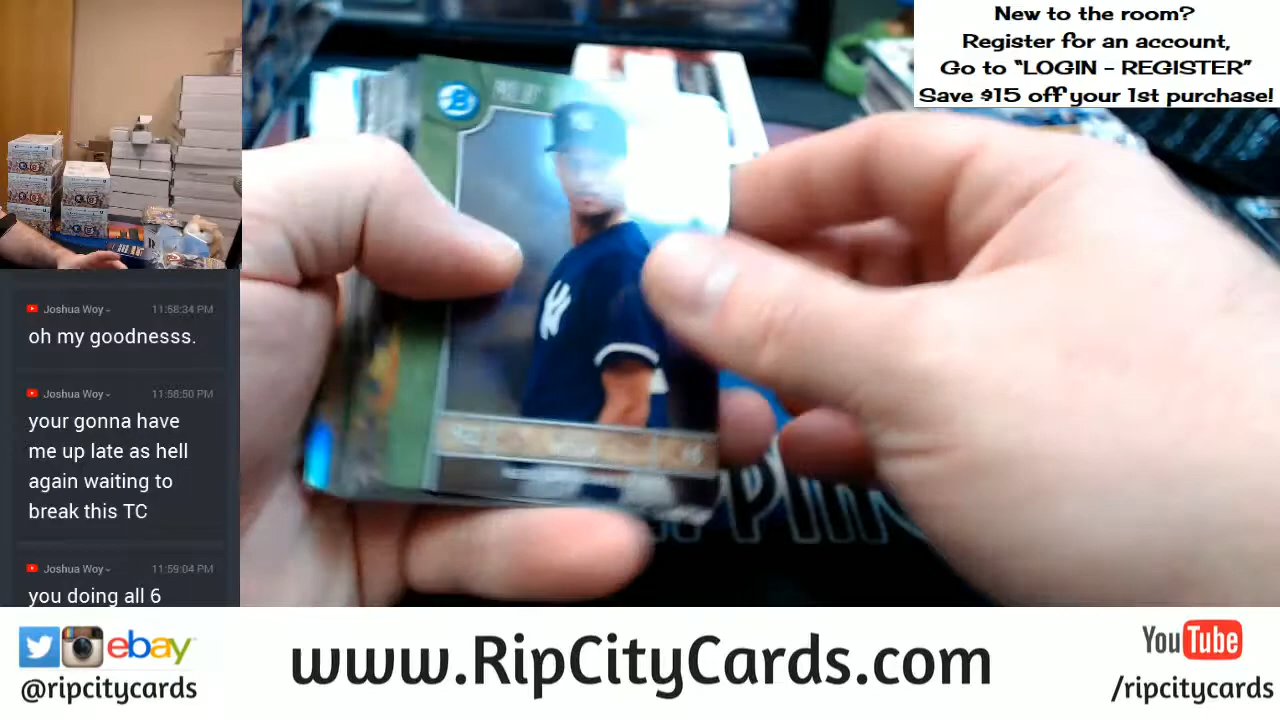 New to the room?
Register for an account,
Go to “LOGIN - REGISTER”
Save $15 off your 1st purchase!
Joshua Woy
11:58:34 PM
oh my goodnesss.
Joshua Woy
11:58:50 PM
your gonna have
me up late as hell
again waiting to
break this TC
Joshua Woy
11:59:04 PM
you doing all 6
ebay
@ripcitycards
www.RipCityCards.com
YouTube
/ripcitycards